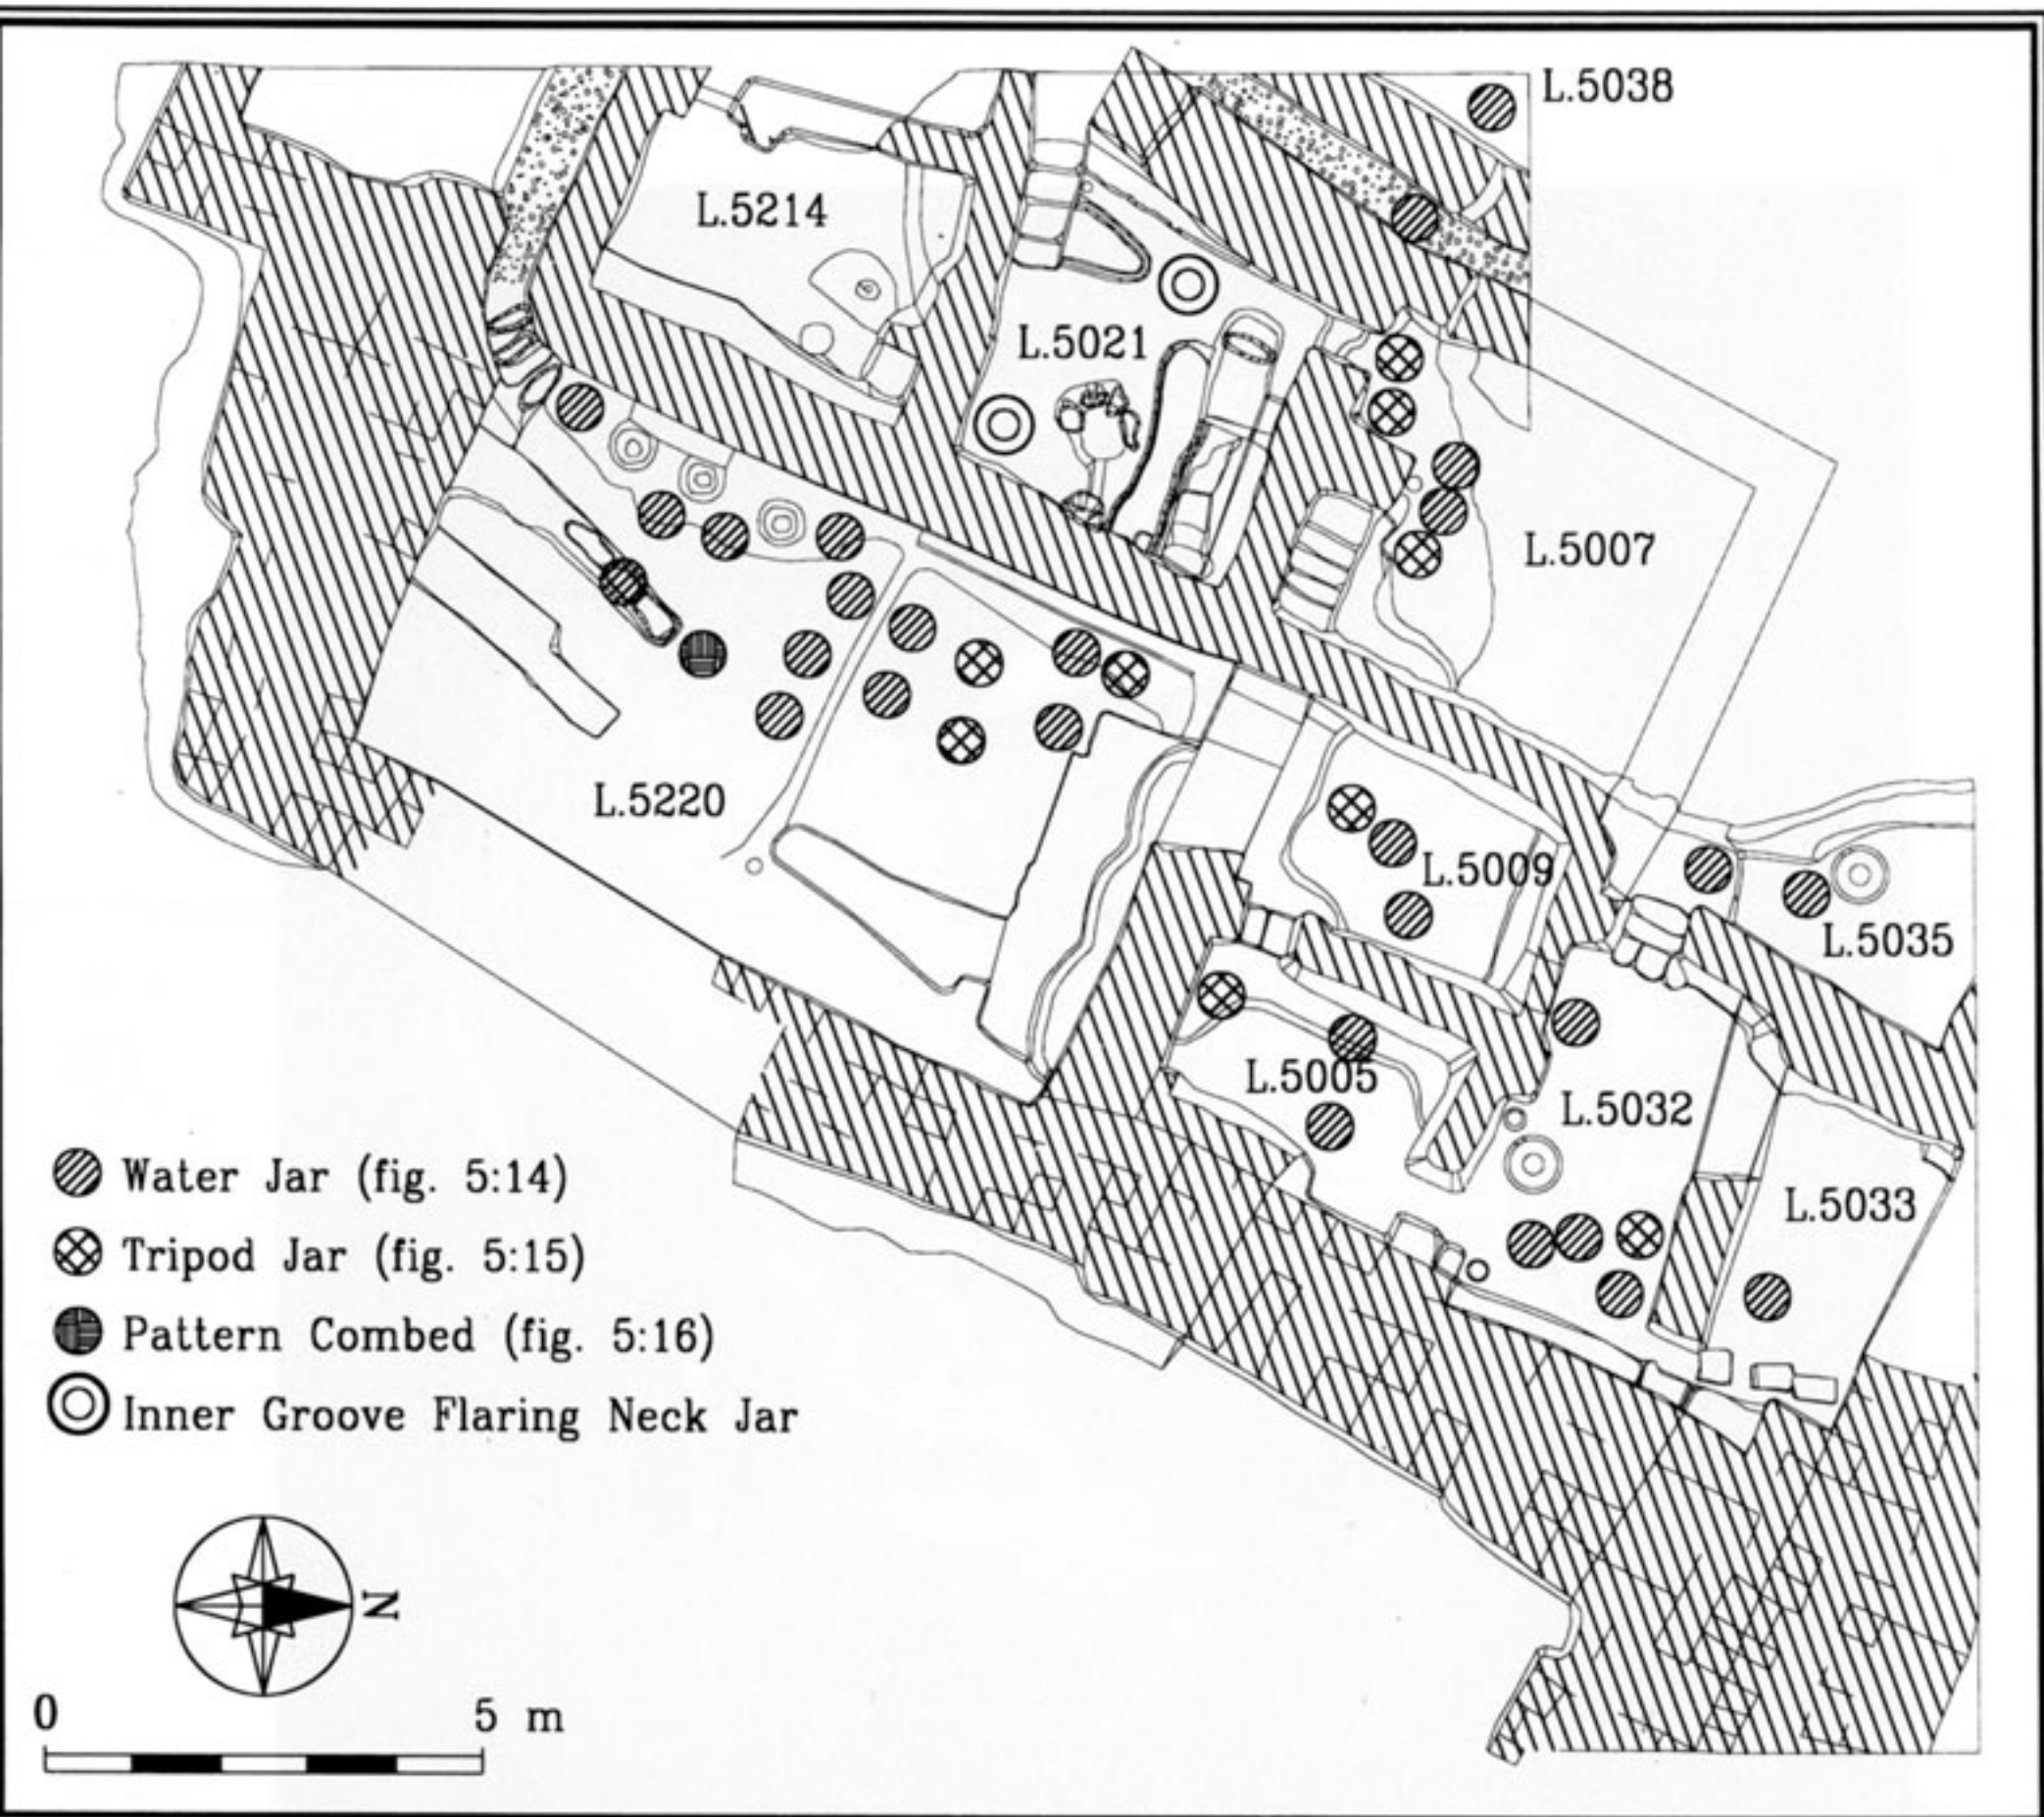 L.5038
L.5214
L.5021
L.5007
L.5220
L.5009
L.5035
L.5005
L.5032
L.5033
Water Jar (fig. 5:14)
Tripod Jar (fig. 5:15)
Pattern Combed (fig. 5:16)
Inner Groove Flaring Neck Jar
N
0 5 m